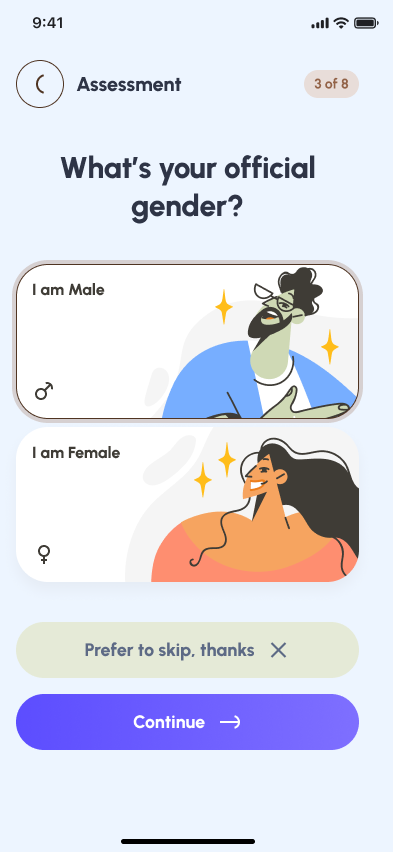 9:41
Assessment
3 of 8
What's your official
gender?
I am Male
I am Female
Prefer to skip, thanks
Continue